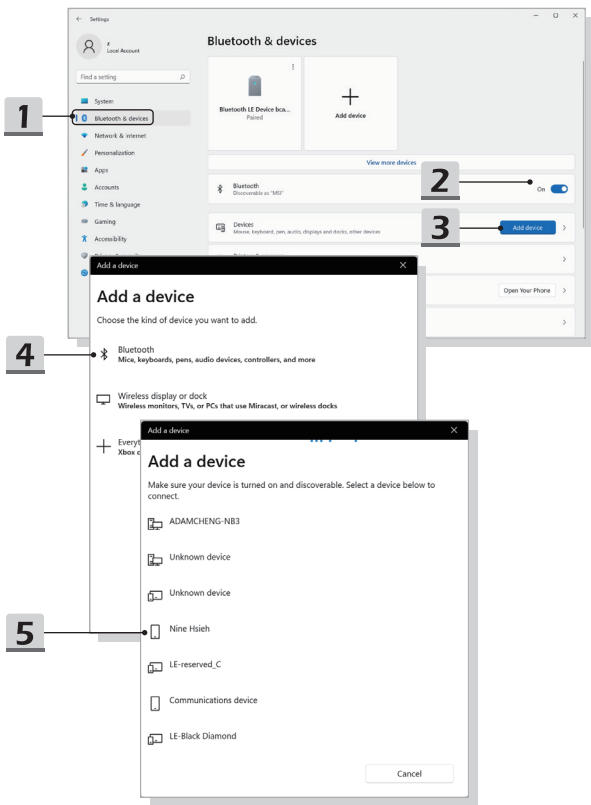 Settings
z
Local Account
Find a setting
System
Bluetooth & devices
Network & internet
Personalization
Apps
Accounts
Time & language
Gaming
Accessibility
Bluetooth & devices
Bluetooth LE Device bca...
Paired
Add device
View more devices
Bluetooth
Discoverable as "MSI"
On
Devices
Mouse, keyboard, pen, audio, displays and docks, other devices
Add device
Open Your Phone
1
2
3
Add a device
Add a device
Choose the kind of device you want to add.
4
Bluetooth
Mice, keyboards, pens, audio devices, controllers, and more
Wireless display or dock
Wireless monitors, TVs, or PCs that use Miracast, or wireless docks
Everyt
Xbox c
Add a device
Add a device
Make sure your device is turned on and discoverable. Select a device below to
connect.
ADAMCHENG-NB3
Unknown device
Unknown device
5
Nine Hsieh
LE-reserved_C
Communications device
LE-Black Diamond
Cancel